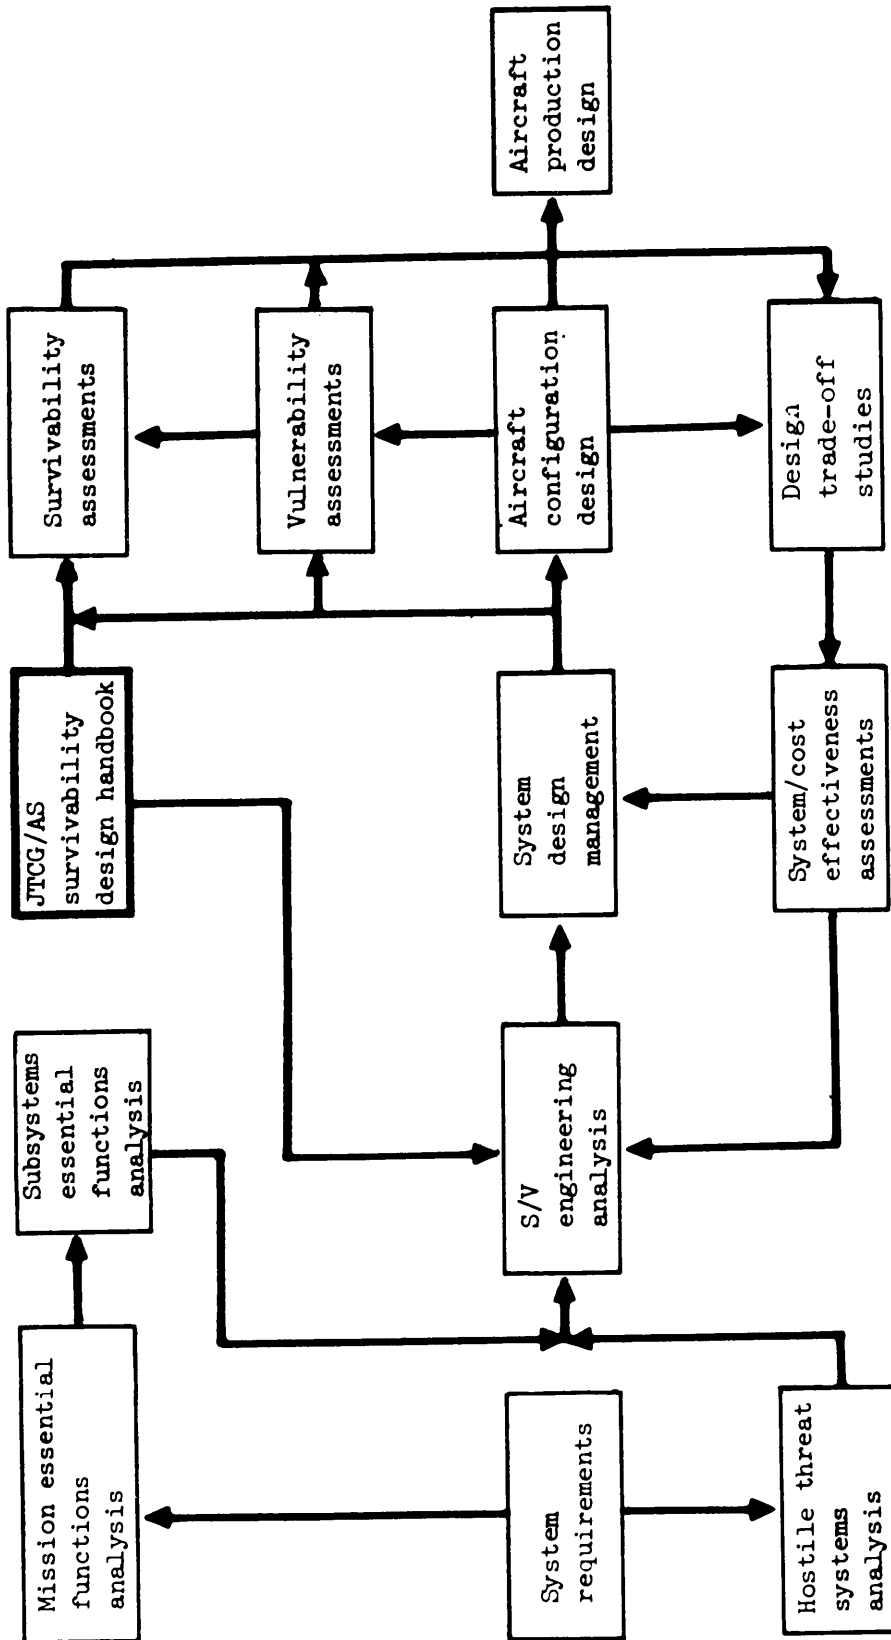 Mission essential
functions
analysis
Subsystems
essential
functions
analysis
JTCG/AS
survivability
design handbook
Survivability
assessments
Vulnerability
assessments
System
requirements
S/V
engineering
analysis
System
design
management
Aircraft
configuration
design
Aircraft
production
design
Hostile threat
systems
analysis
System/cost
effectiveness
assessments
Design
trade-off
studies